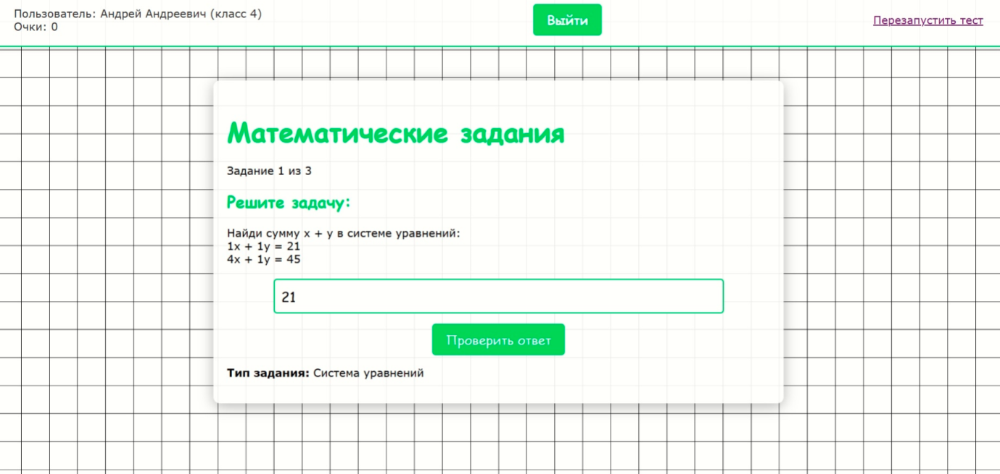 Пользователь: Андрей Андреевич (класс 4)
Очки: 0
Выйти
Перезапустить тест
Математические задания
Задание 1 из 3
Решите задачу:
Найди сумму x + y в системе уравнений:
1x + 1y = 21
4x + 1y = 45
21
Проверить ответ
Тип задания: Система уравнений